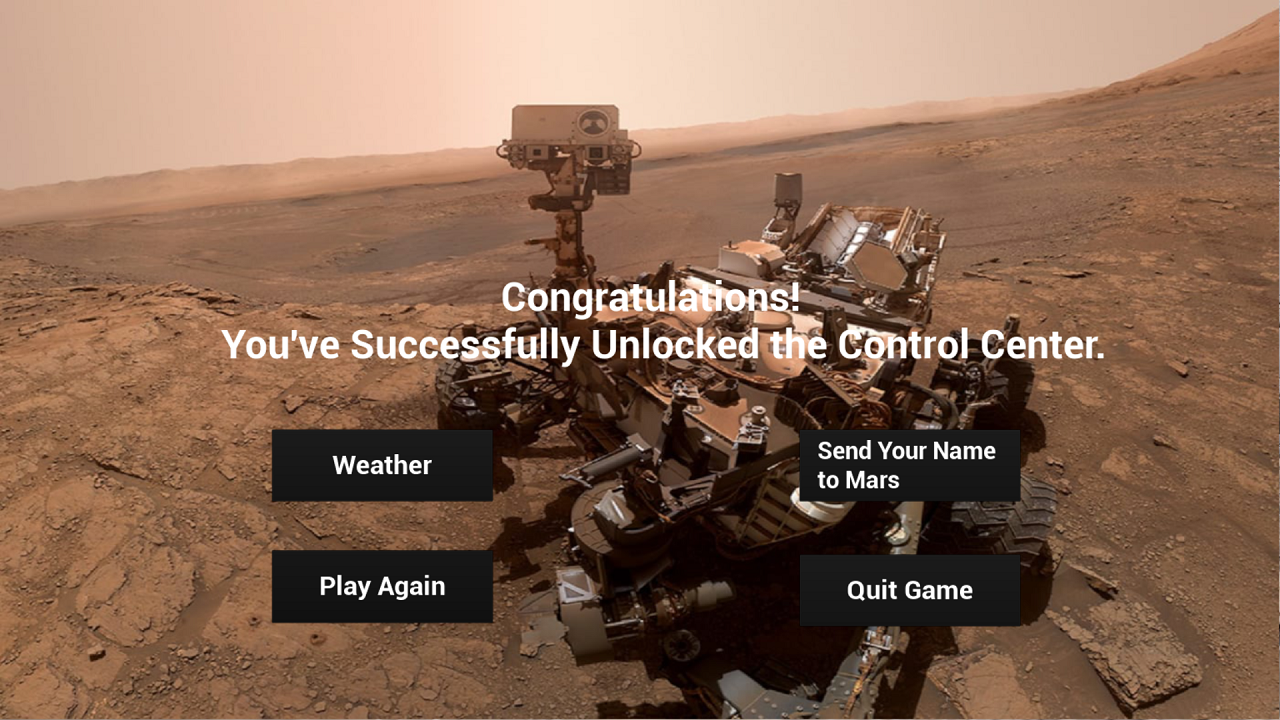 Congratulations!
You've Successfully Unlocked the Control Center.
Weather
Send Your Name
to Mars
Play Again
Quit Game